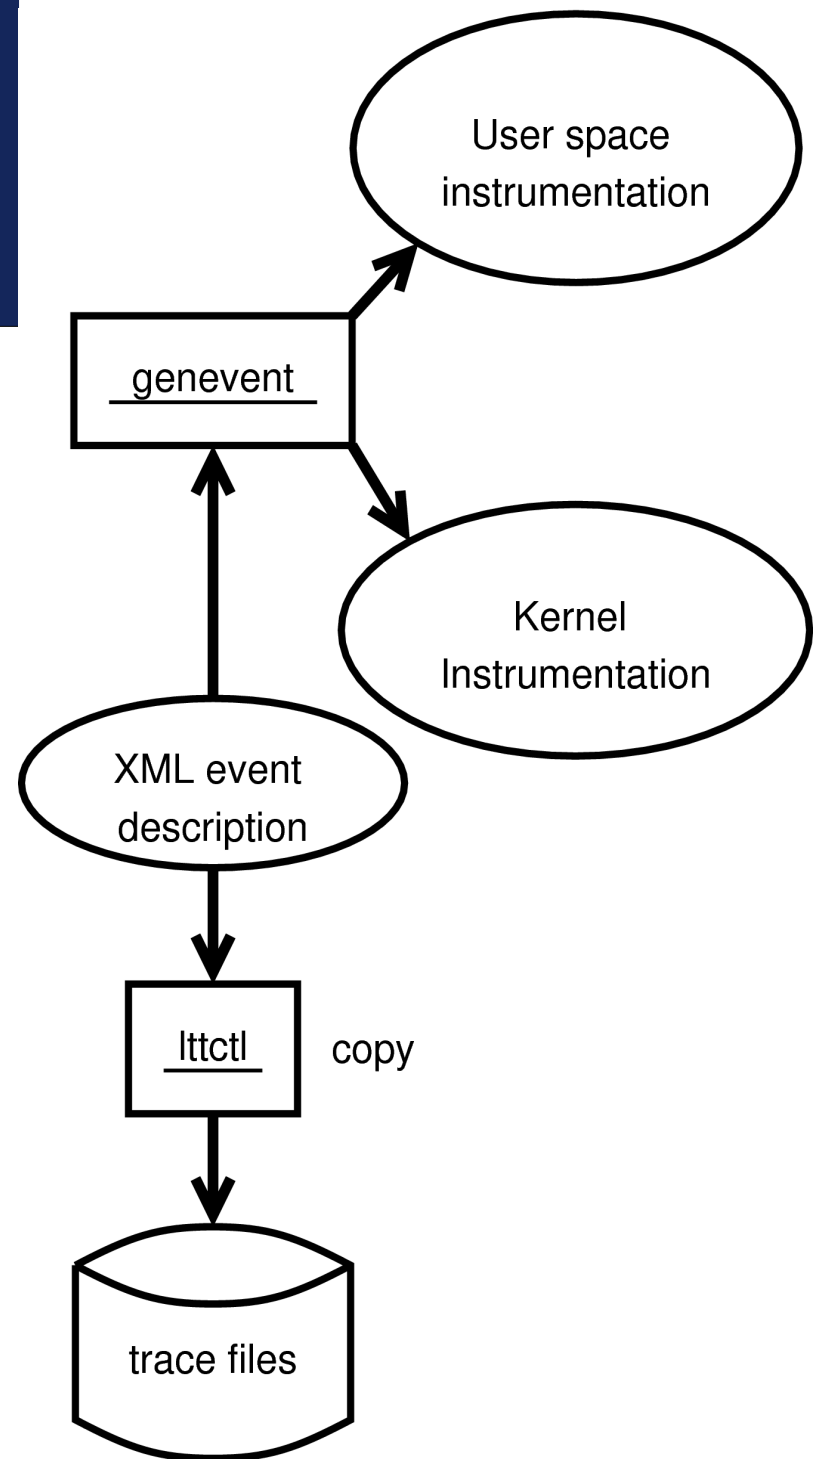 User space
instrumentation
genevent
Kernel
Instrumentation
XML event
description
lttctl
copy
trace files